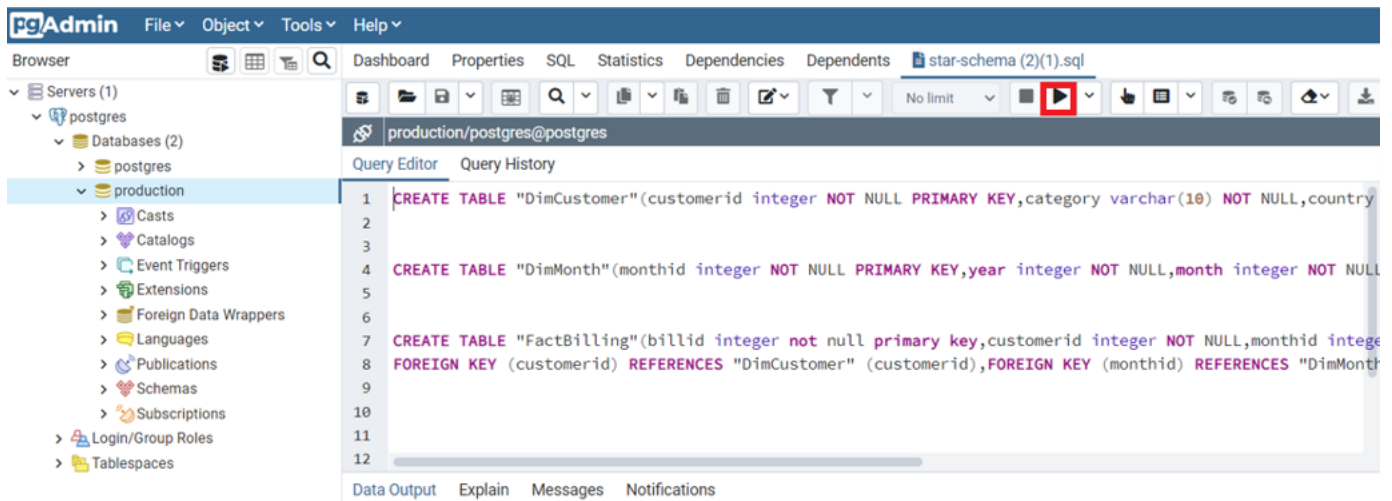 pgAdmin File Object Tools Help
Browser
Dashboard Properties SQL Statistics Dependencies Dependents star-schema (2)(1).sql
Servers (1)
postgres
Databases (2)
postgres
production
Casts
Catalogs
Event Triggers
Extensions
Foreign Data Wrappers
Languages
Publications
Schemas
Subscriptions
Login/Group Roles
Tablespaces
No limit
production/postgres@postgres
Query Editor Query History
1 CREATE TABLE "DimCustomer"(customerid integer NOT NULL PRIMARY KEY,category varchar(10) NOT NULL,country
2
3
4 CREATE TABLE "DimMonth"(monthid integer NOT NULL PRIMARY KEY,year integer NOT NULL,month integer NOT NULL
5
6
7 CREATE TABLE "FactBilling"(billid integer not null primary key,customerid integer NOT NULL,monthid intege
8 FOREIGN KEY (customerid) REFERENCES "DimCustomer" (customerid),FOREIGN KEY (monthid) REFERENCES "DimMonth
9
10
11
12
Data Output Explain Messages Notifications